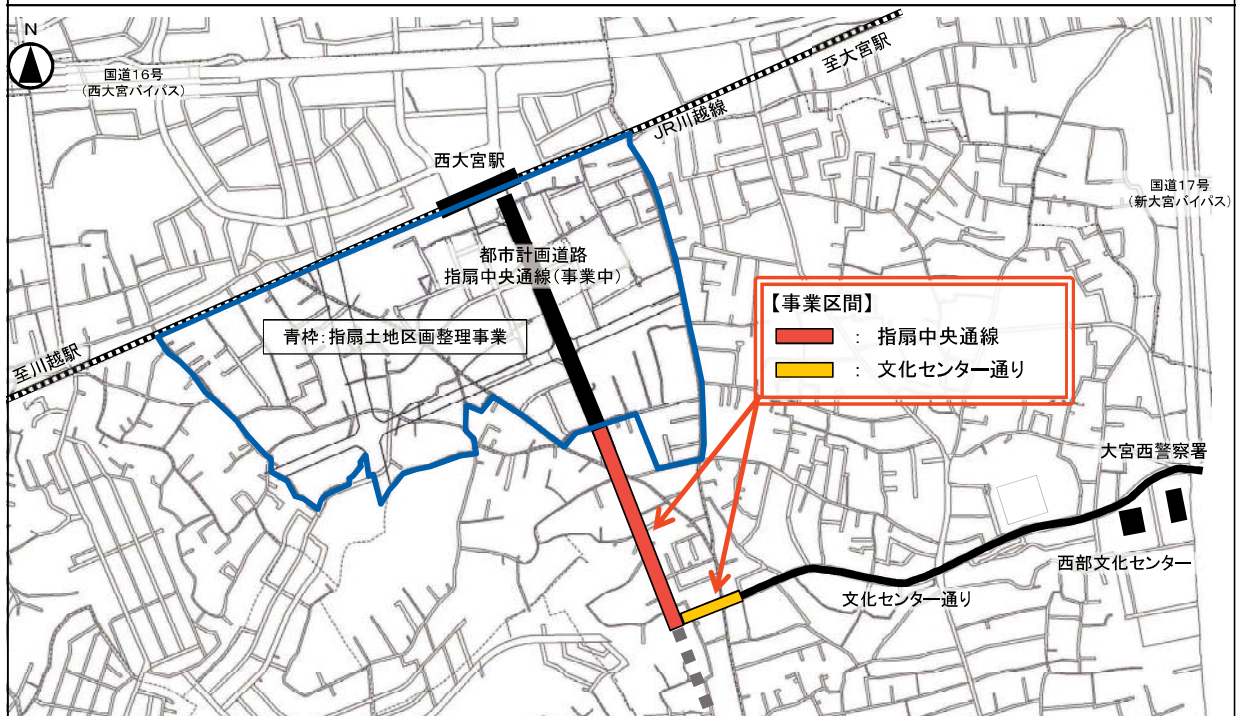 N
国道16号
(西大宮バイパス)
至大宮駅
JR川越線
西大宮駅
国道17号
(新大宮バイパス)
都市計画道路
指扇中央通線(事業中)
【事業区間】
: 指扇中央通線
: 文化センター通り
青枠:指扇土地区画整理事業
至川越駅
大宮西警察署
西部文化センター
文化センター通り